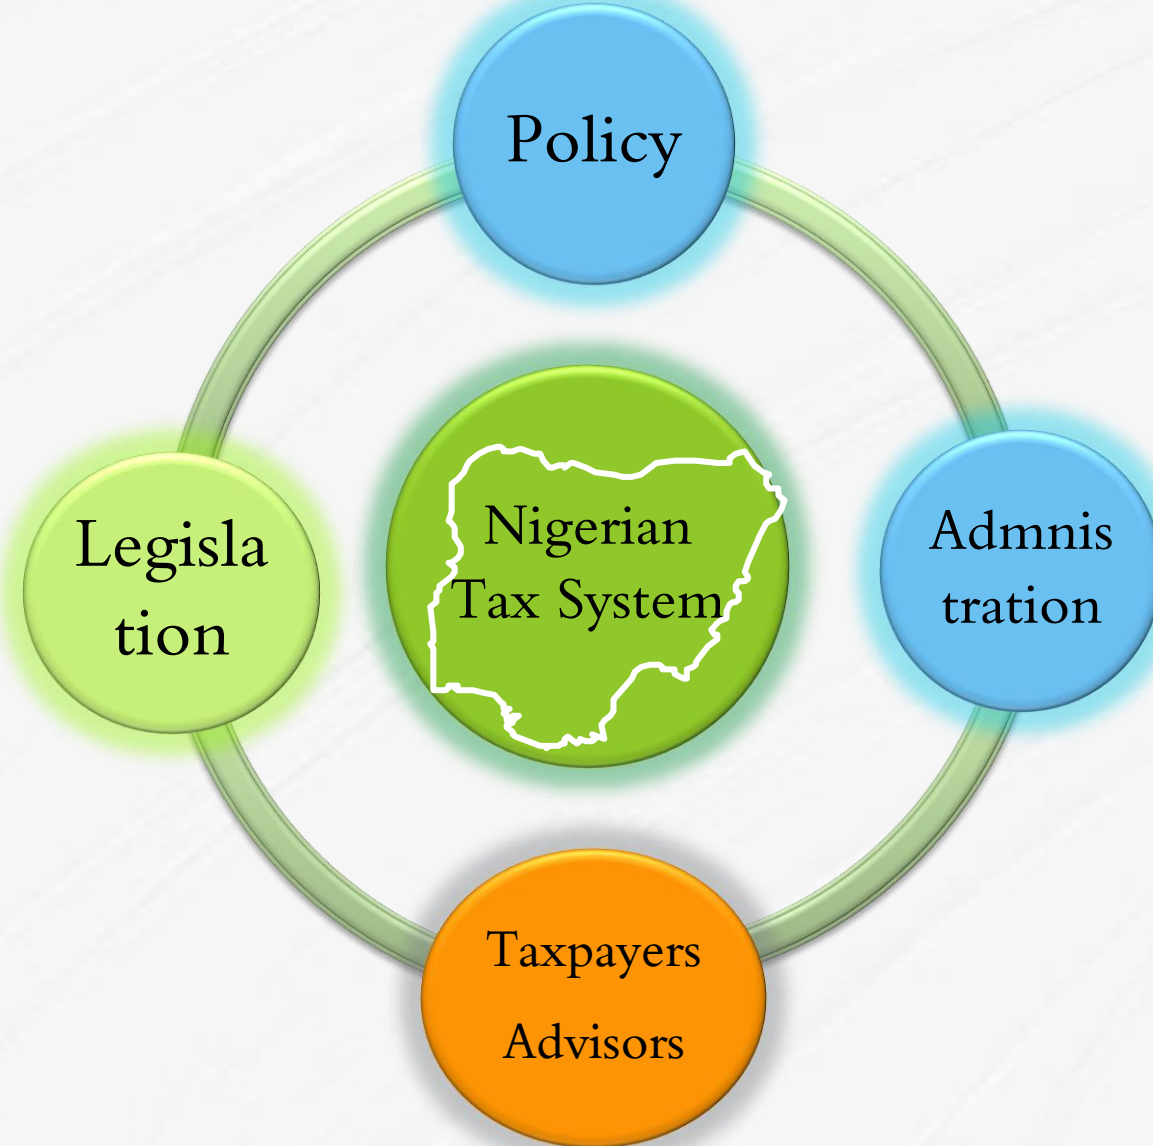 Policy
Legisla
tion
Nigerian
Tax System
Admnis
tration
Taxpayers
Advisors